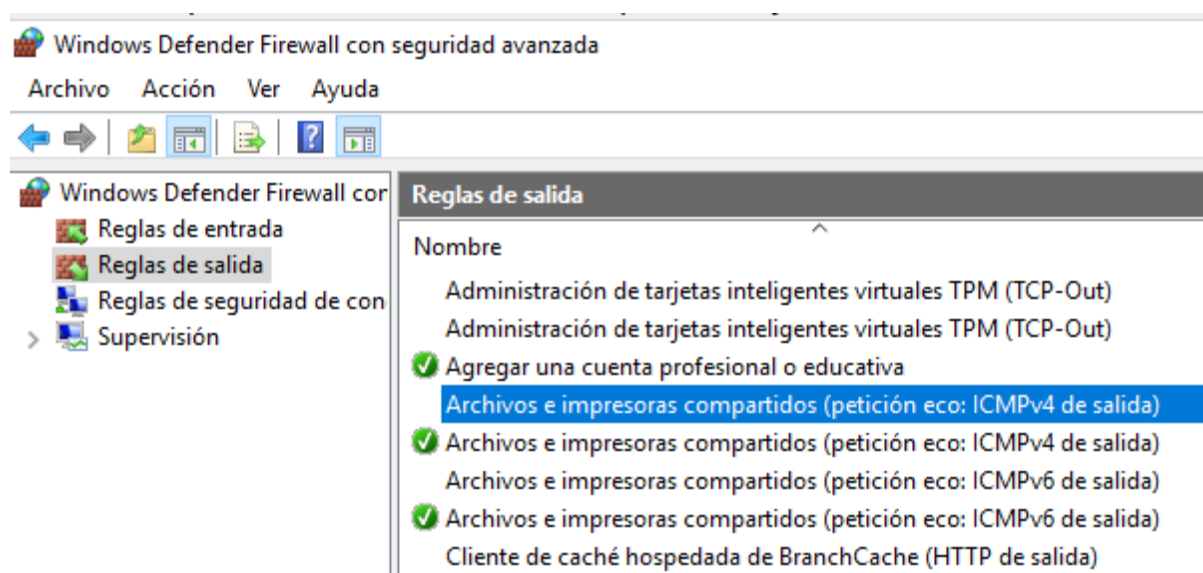 Windows Defender Firewall con seguridad avanzada
Archivo Acción Ver Ayuda
Windows Defender Firewall con
Reglas de entrada
Reglas de salida
Reglas de seguridad de con
Supervisión
Reglas de salida
Nombre
Administración de tarjetas inteligentes virtuales TPM (TCP-Out)
Administración de tarjetas inteligentes virtuales TPM (TCP-Out)
Agregar una cuenta profesional o educativa
Archivos e impresoras compartidos (petición eco: ICMPv4 de salida)
Archivos e impresoras compartidos (petición eco: ICMPv4 de salida)
Archivos e impresoras compartidos (petición eco: ICMPv6 de salida)
Archivos e impresoras compartidos (petición eco: ICMPv6 de salida)
Cliente de caché hospedada de BranchCache (HTTP de salida)